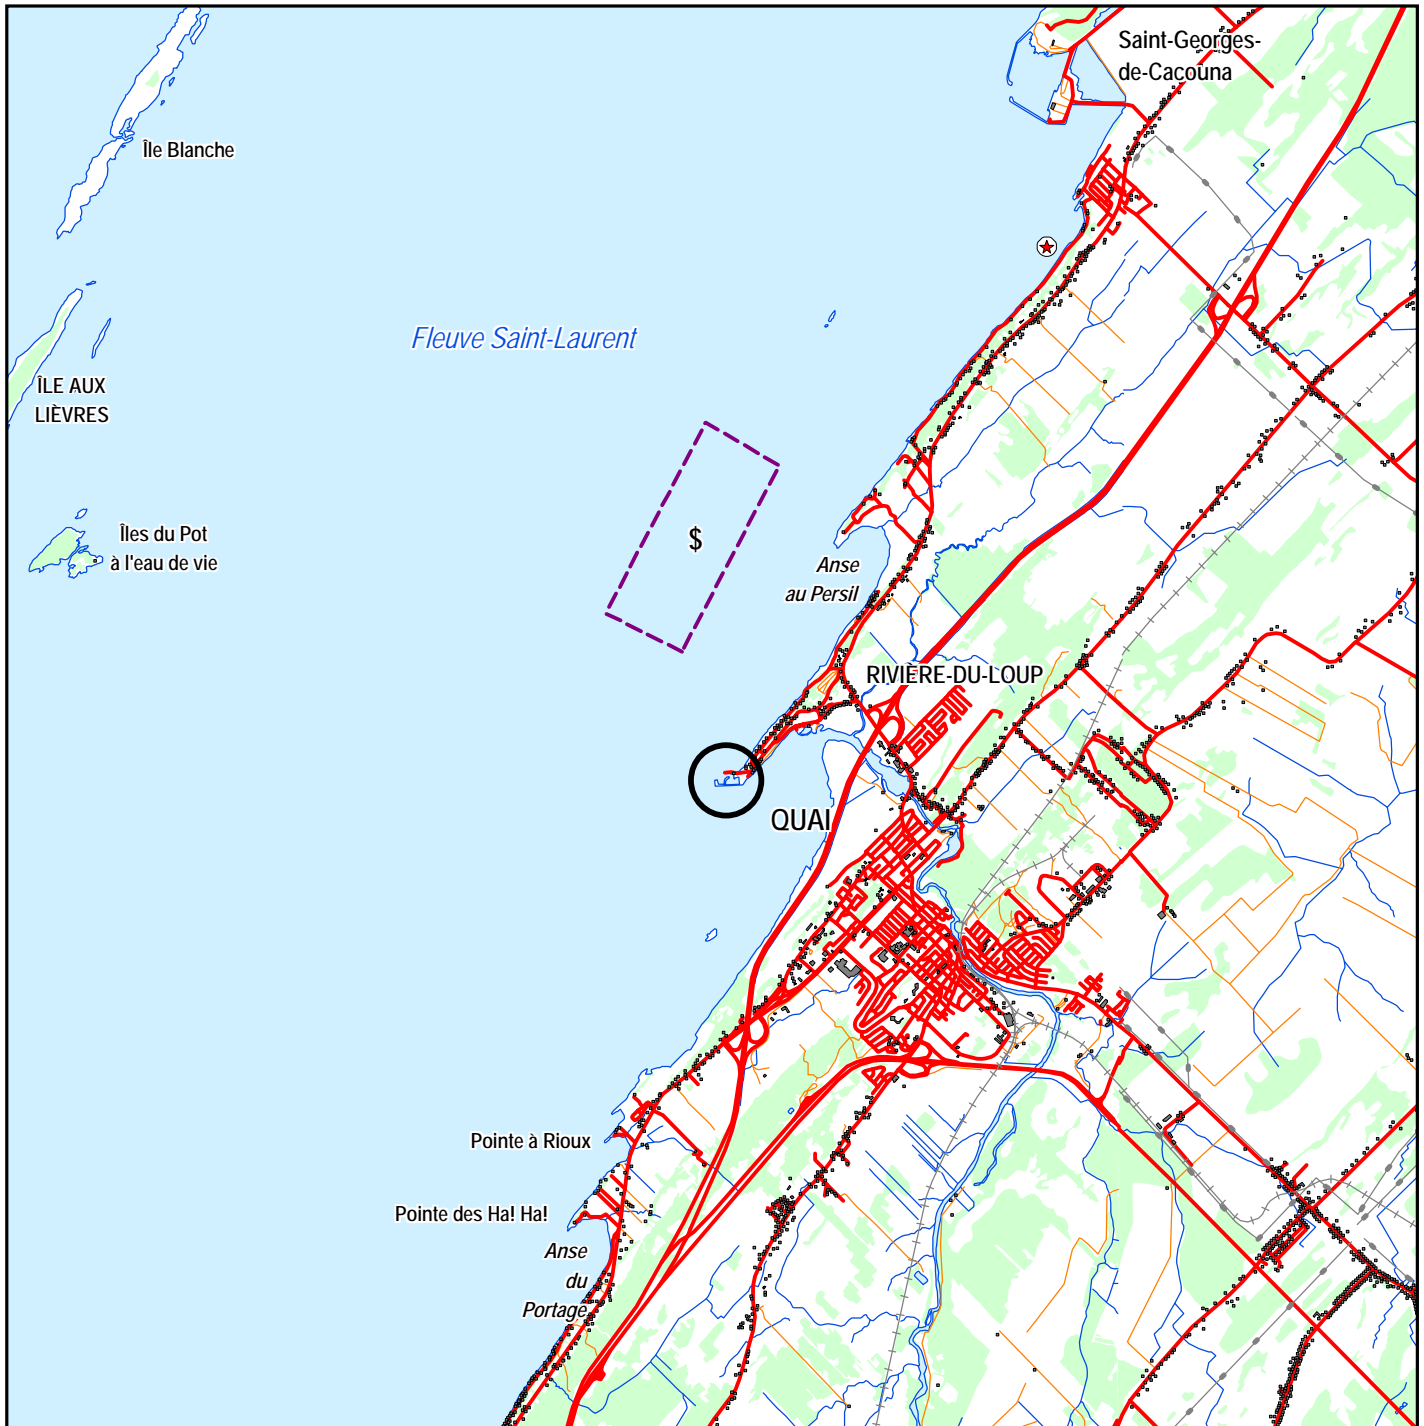 Saint-Georges-
de-Cacouna
Île Blanche
Fleuve Saint-Laurent
ÎLE AUX
LIÈVRES
Îles du Pot
à l'eau de vie
$
Anse
au Persil
RIVIÈRE-DU-LOUP
QUAI
Pointe à Rioux
Pointe des Ha! Ha!
Anse
du
Portage